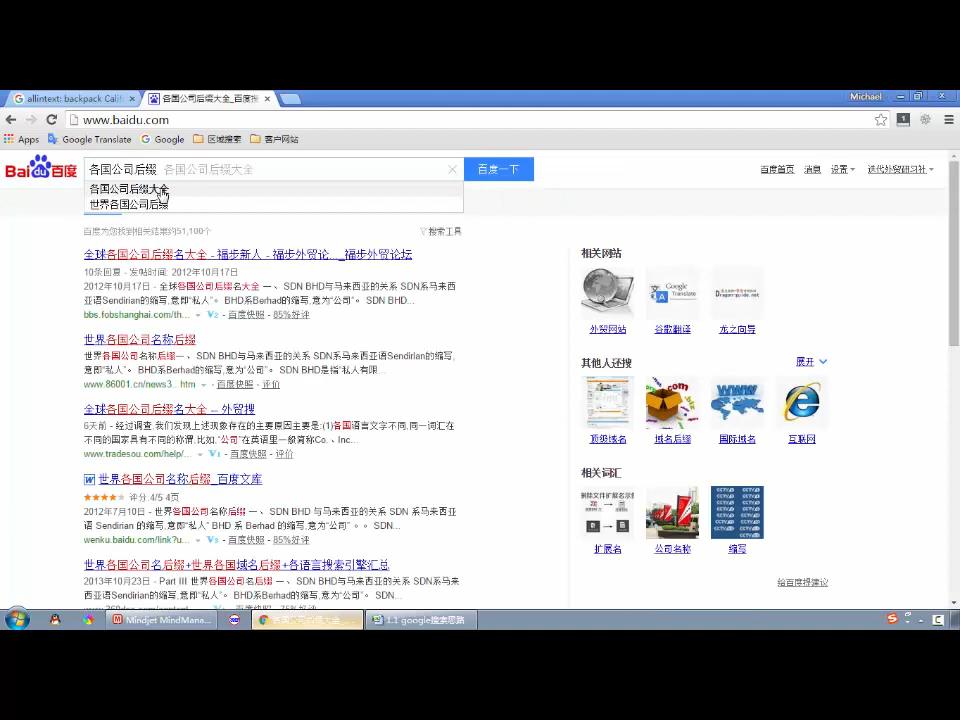 allintext: backpack Cali
各国公司后缀大全_百度搜
Michael
www.baidu.com
1
Apps
Google Translate
Google
区域搜索
客户网站
Bai 百度
各国公司后缀 各国公司后缀大全
百度一下
百度首页 消息 设置
各国公司后缀大全
世界各国公司后缀
百度为您找到相关结果约51,100个
搜索工具
全球各国公司后缀名大全 - 福步新人 - 福步外贸论..._福步外贸论坛
10条回复 - 发帖时间: 2012年10月17日
2012年10月17日 - 全球各国公司后缀名大全 一、 SDN BHD与马来西亚的关系 SDN系马来西
亚语Sendirian的缩写,意即“私人”。 BHD系Berhad的缩写,意为“公司”。 SDN BHD...
bbs.fobshanghai.com/th... V2 - 百度快照 - 85%好评
世界各国公司名称后缀
世界各国公司名称后缀一、 SDN BHD与马来西亚的关系 SDN系马来西亚语Sendirian的缩写,
意即“私人”。 BHD系Berhad的缩写,意为“公司”。 SDN BHD是指“私人有限...
www.86001.cn/news3...htm - 百度快照 - 评价
全球各国公司后缀名大全 -- 外贸搜
6天前 - 经过调查,我们发现上述现象存在的主要原因主要是:(1)各国语言文字不同,同一词汇在
不同的国家具有不同的称谓,比如,“公司”在英语里一般简称Co.、Inc...
www.tradesou.com/help/... V1 - 百度快照 - 评价
W 世界各国公司名称后缀_百度文库
评分:4/5 4页
2012年7月10日 - 世界各国公司名称后缀 一、 SDN BHD 与马来西亚的关系 SDN 系马来西亚
语 Sendirian 的缩写,意即“私人” BHD 系 Berhad 的缩写,意为“公司” 。 。 SDN...
wenku.baidu.com/link?u... V3 - 百度快照 - 85%好评
各国公司名后缀+世界各国域名后缀+各语言搜索引擎汇总
2013年10月23日 - Part III 世界各国公司名后缀 一、 SDN BHD与马来西亚的关系 SDN系马来
西亚语Sendirian的缩写,意即“私人”。 BHD系Berhad的缩写,意为“公司”。 SDN BHD...
相关网站
Google
Translate
Dragon-guide.net
外贸网站 谷歌翻译 龙之向导
其他人还搜
展开
.com
WWW
顶级域名 域名后缀 国际域名 互联网
相关词汇
扩展名 公司名称 缩写
给百度提建议
Mindjet MindMana...
各国公司后缀大全_...
1.1 google搜索思路